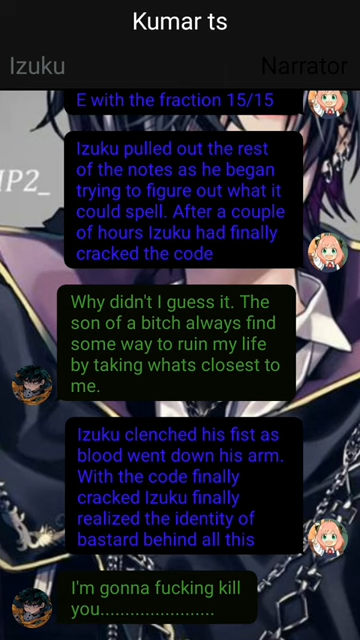 Kumar ts
Izuku
Narrator
E with the fraction 15/15
IP2_
Izuku pulled out the rest
of the notes as he began
trying to figure out what it
could spell. After a couple
of hours Izuku had finally
cracked the code
Why didn't I guess it. The
son of a bitch always find
some way to ruin my life
by taking whats closest to
me.
Izuku clenched his fist as
blood went down his arm.
With the code finally
cracked Izuku finally
realized the identity of
bastard behind all this
I'm gonna fucking kill
you.......................